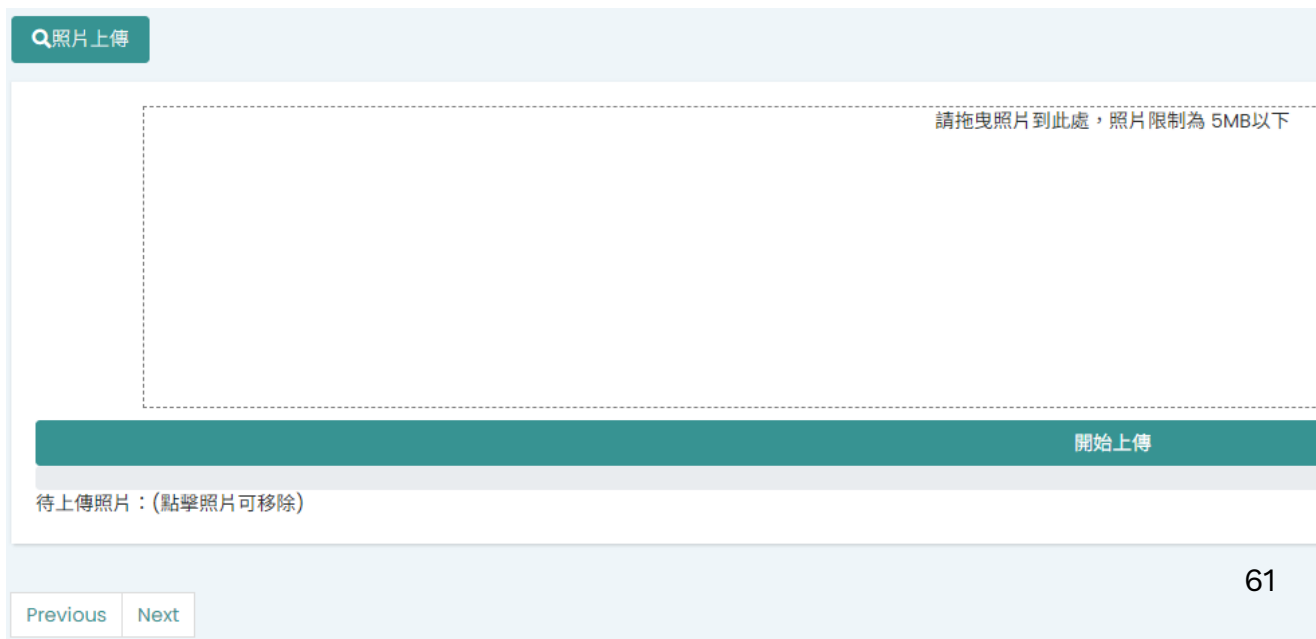 照片上傳
請拖曳照片到此處，照片限制為 5MB以下
開始上傳
待上傳照片：(點擊照片可移除)
61
Previous Next